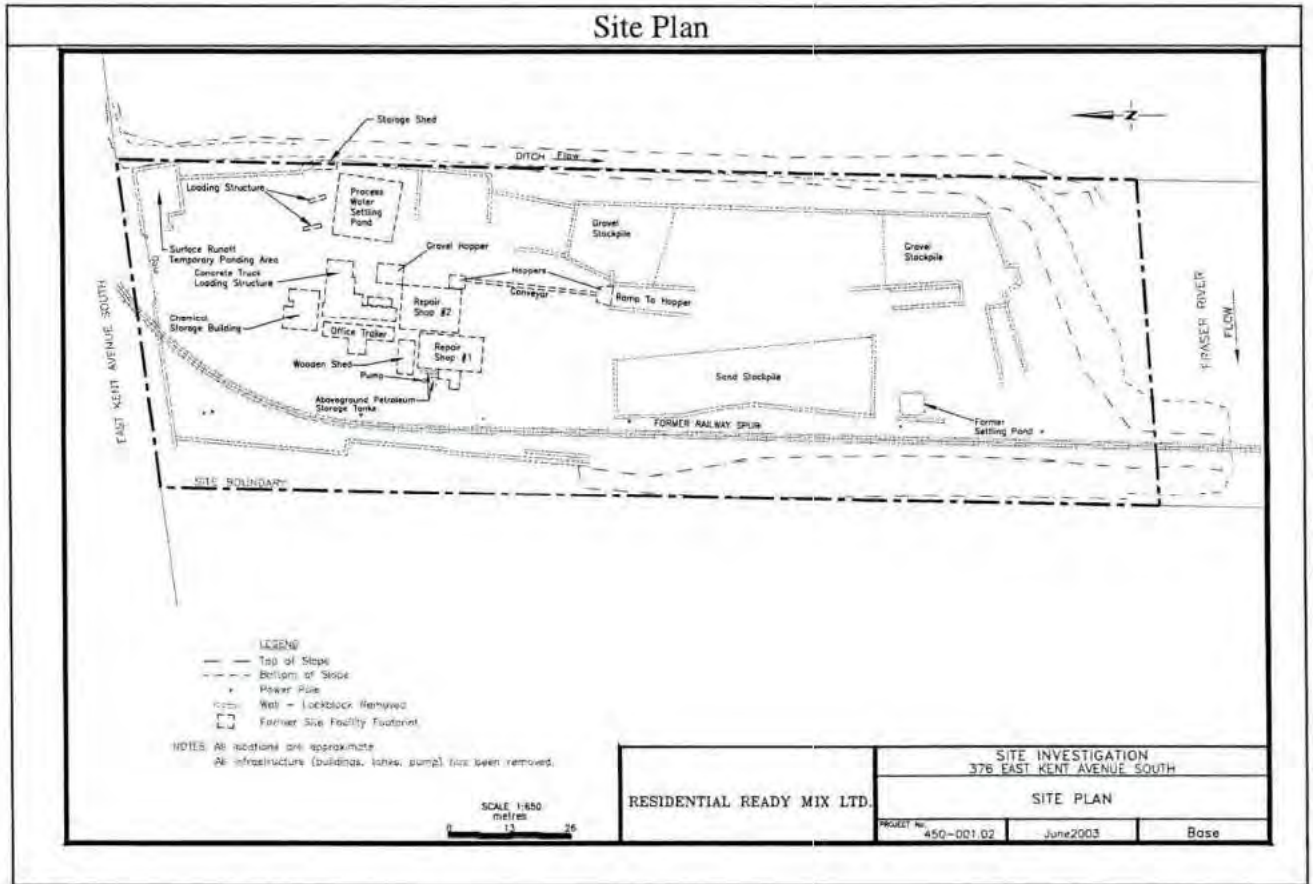 Site Plan
Storage Shed
N
DITCH Flow
Loading Structure
Process
Water
Settling
Pond
Gravel
Stockpile
Gravel
Stockpile
Surface Runoff
Temporary Ponding Area
Gravel Hopper
Concrete Truck
Loading Structure
Hoppers
Conveyor
Ramp To Hopper
Repair
Shop #2
Chemical
Storage Building
Office Trailer
Repair
Shop #1
Wooden Shed
Pump
Aboveground Petroleum
Storage Tanks
Sand Stockpile
Former
Settling Pond
FORMER RAILWAY SPUR
EAST KENT AVENUE SOUTH
FRASER RIVER
FLOW
SITE BOUNDARY
LEGEND
Top of Slope
Bottom of Slope
Power Pole
Wall - Lockblock Removed
Former Site Facility Footprint
NOTES: All locations are approximate
All infrastructure (buildings, tanks, pump) has been removed.
SCALE 1:650
metres
0 13 26
RESIDENTIAL READY MIX LTD.
SITE INVESTIGATION
376 EAST KENT AVENUE SOUTH
SITE PLAN
PROJECT No.
450-001.02
June2003
Base